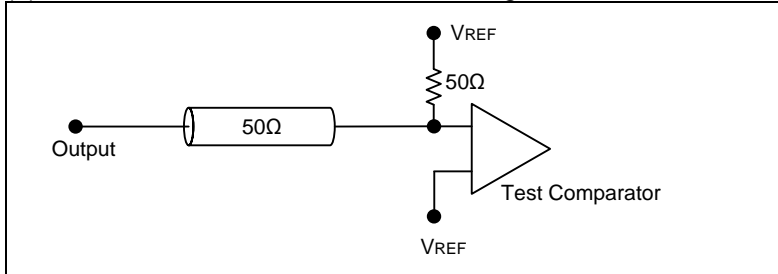 VREF
50Ω
50Ω
Output
Test Comparator
VREF